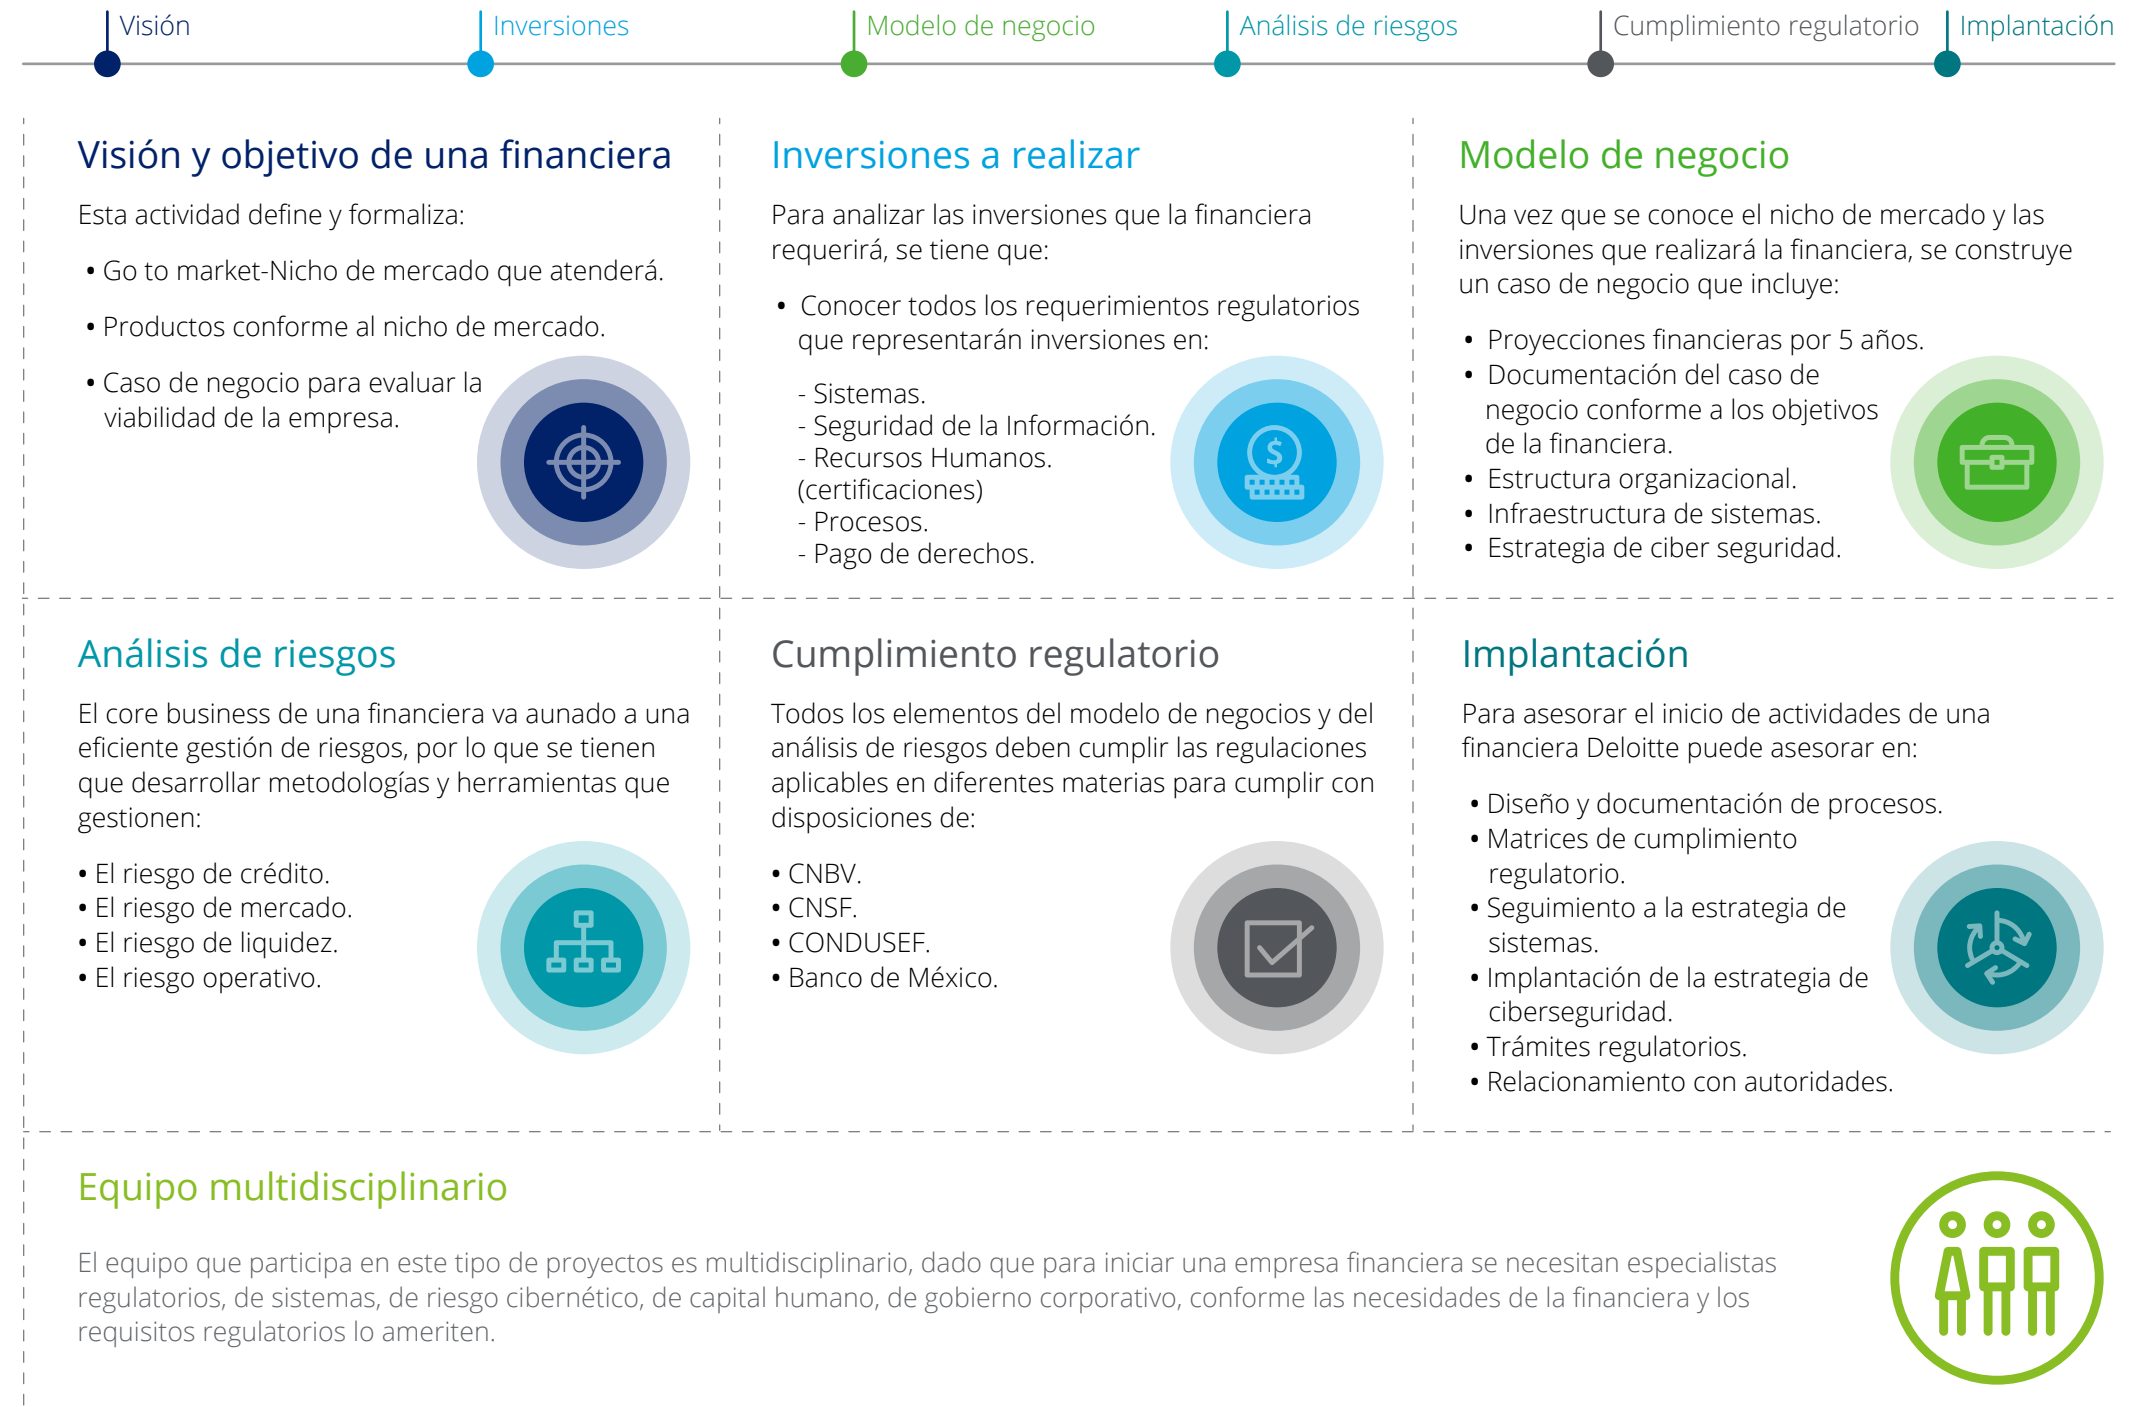 Visión
Inversiones
Modelo de negocio
Análisis de riesgos
Cumplimiento regulatorio
Implantación
Visión y objetivo de una financiera
Esta actividad define y formaliza:
• Go to market-Nicho de mercado que atenderá.
• Productos conforme al nicho de mercado.
• Caso de negocio para evaluar la
viabilidad de la empresa.
Inversiones a realizar
Para analizar las inversiones que la financiera
requerirá, se tiene que:
• Conocer todos los requerimientos regulatorios
que representarán inversiones en:
- Sistemas.
- Seguridad de la Información.
- Recursos Humanos.
(certificaciones)
- Procesos.
- Pago de derechos.
$
Modelo de negocio
Una vez que se conoce el nicho de mercado y las
inversiones que realizará la financiera, se construye
un caso de negocio que incluye:
• Proyecciones financieras por 5 años.
• Documentación del caso de
negocio conforme a los objetivos
de la financiera.
• Estructura organizacional.
• Infraestructura de sistemas.
• Estrategia de ciber seguridad.
Análisis de riesgos
El core business de una financiera va aunado a una
eficiente gestión de riesgos, por lo que se tienen
que desarrollar metodologías y herramientas que
gestionen:
• El riesgo de crédito.
• El riesgo de mercado.
• El riesgo de liquidez.
• El riesgo operativo.
Cumplimiento regulatorio
Todos los elementos del modelo de negocios y del
análisis de riesgos deben cumplir las regulaciones
aplicables en diferentes materias para cumplir con
disposiciones de:
• CNBV.
• CNSF.
• CONDUSEF.
• Banco de México.
Implantación
Para asesorar el inicio de actividades de una
financiera Deloitte puede asesorar en:
• Diseño y documentación de procesos.
• Matrices de cumplimiento
regulatorio.
• Seguimiento a la estrategia de
sistemas.
• Implantación de la estrategia de
ciberseguridad.
• Trámites regulatorios.
• Relacionamiento con autoridades.
Equipo multidisciplinario
El equipo que participa en este tipo de proyectos es multidisciplinario, dado que para iniciar una empresa financiera se necesitan especialistas
regulatorios, de sistemas, de riesgo cibernético, de capital humano, de gobierno corporativo, conforme las necesidades de la financiera y los
requisitos regulatorios lo ameriten.